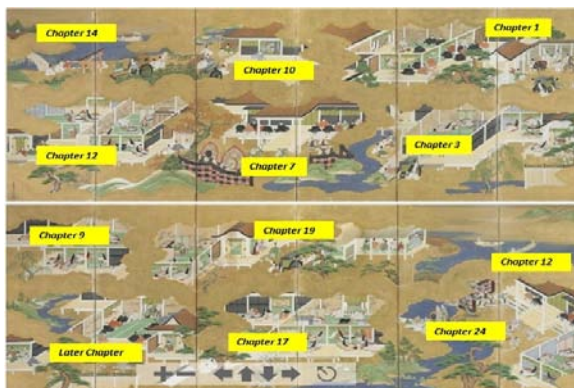 Chapter 14
Chapter 1
Chapter 10
Chapter 12
Chapter 7
Chapter 3
Chapter 9
Chapter 19
Chapter 12
Later Chapter
Chapter 17
Chapter 24